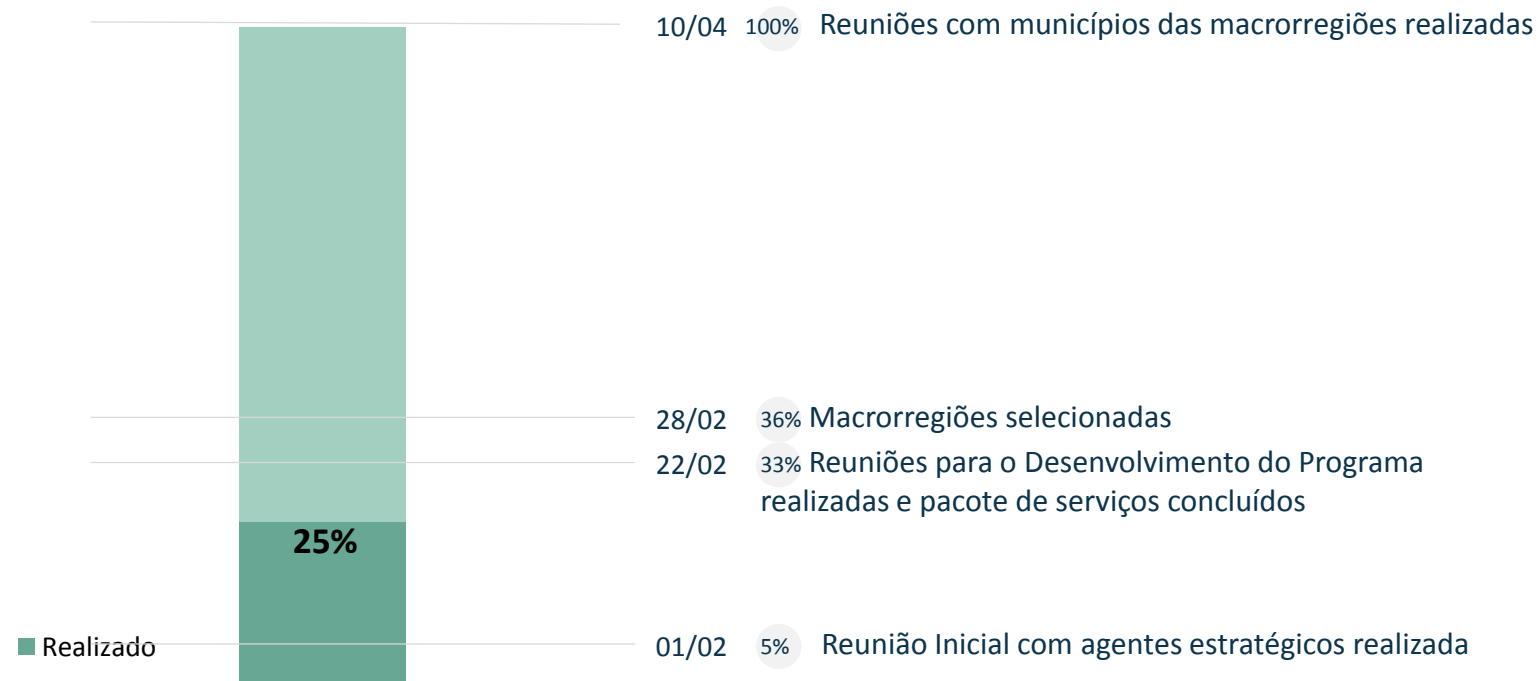 10/04 100% Reuniões com municípios das macrorregiões realizadas
28/02 36% Macrorregiões selecionadas
22/02 33% Reuniões para o Desenvolvimento do Programa
realizadas e pacote de serviços concluídos
25%
Realizado
01/02 5% Reunião Inicial com agentes estratégicos realizada